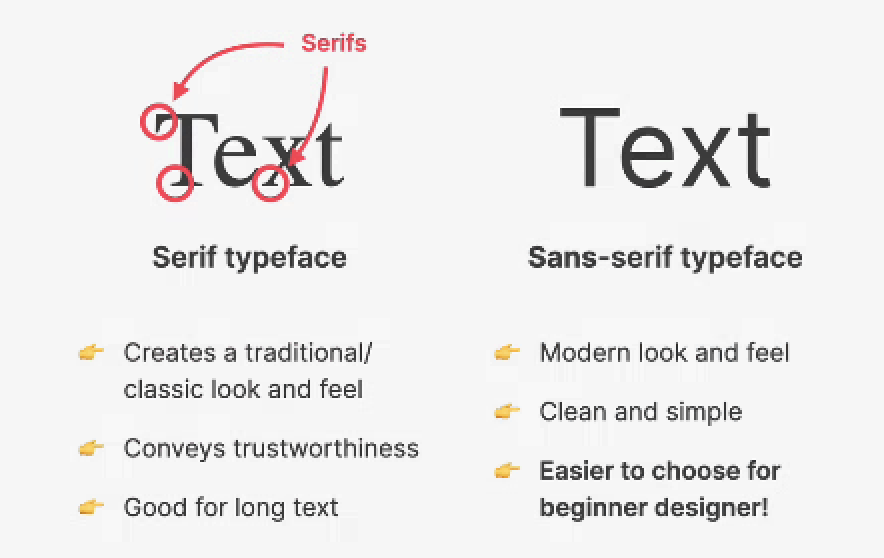 Serifs
Text
Serif typeface
Creates a traditional/
classic look and feel
Conveys trustworthiness
Good for long text
Text
Sans-serif typeface
Modern look and feel
Clean and simple
Easier to choose for
beginner designer!